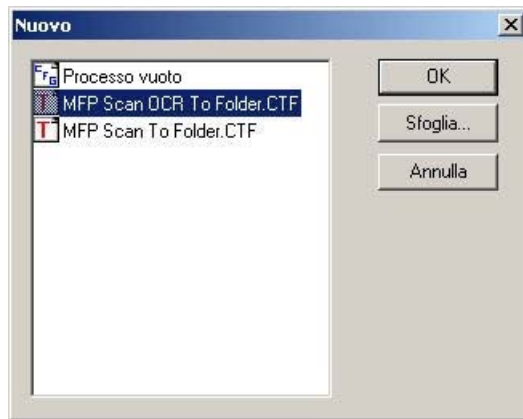 Nuovo
Processo vuoto
MFP Scan OCR To Folder.CTF
MFP Scan To Folder.CTF
OK
Sfoglia...
Annulla